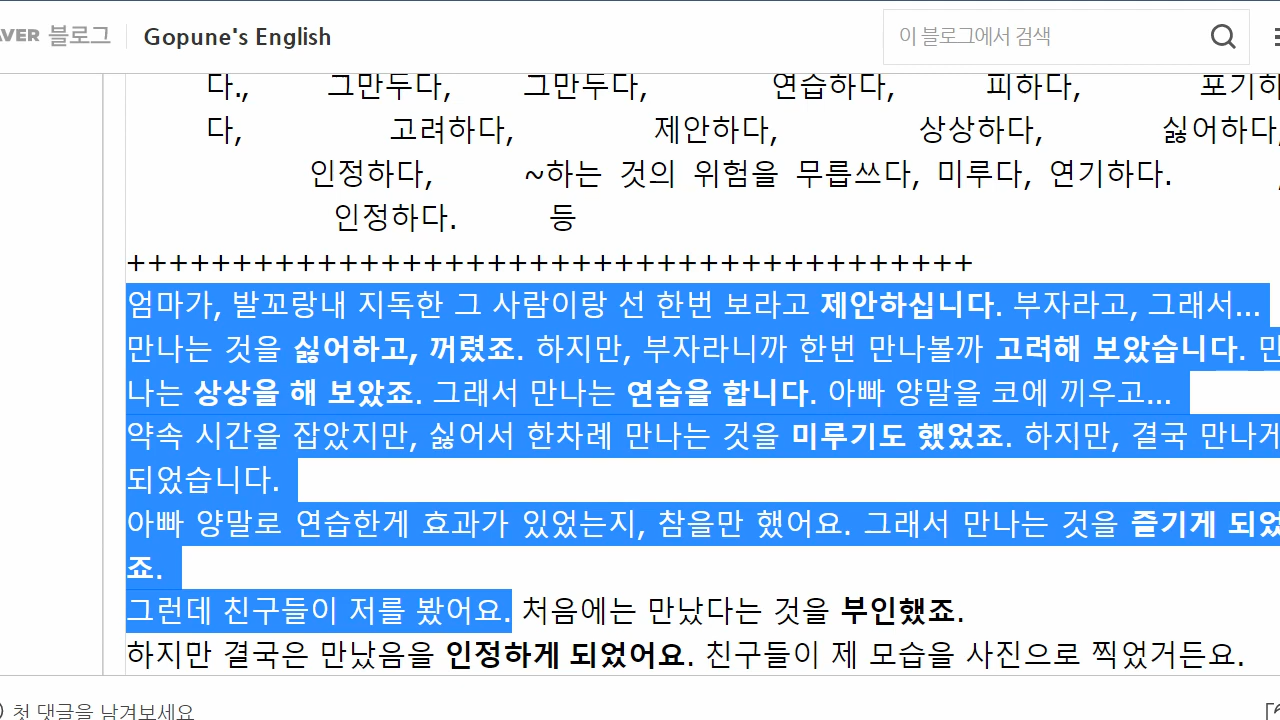 AVER 블로그 Gopune's English 이 블로그에서 검색
다., 그만두다, 그만두다, 연습하다, 피하다, 포기하
다, 고려하다, 제안하다, 상상하다, 싫어하다,
인정하다, ~하는 것의 위험을 무릅쓰다, 미루다, 연기하다.
인정하다. 등
++++++++++++++++++++++++++++++++++++++++
엄마가, 발꼬랑내 지독한 그 사람이랑 선 한번 보라고 제안하십니다. 부자라고, 그래서...
만나는 것을 싫어하고, 꺼렸죠. 하지만, 부자라니까 한번 만나볼까 고려해 보았습니다. 만
나는 상상을 해 보았죠. 그래서 만나는 연습을 합니다. 아빠 양말을 코에 끼우고...
약속 시간을 잡았지만, 싫어서 한차례 만나는 것을 미루기도 했었죠. 하지만, 결국 만나게
되었습니다.
아빠 양말로 연습한게 효과가 있었는지, 참을만 했어요. 그래서 만나는 것을 즐기게 되었
죠.
그런데 친구들이 저를 봤어요. 처음에는 만났다는 것을 부인했죠.
하지만 결국은 만났음을 인정하게 되었어요. 친구들이 제 모습을 사진으로 찍었거든요.
첫 댓글을 남겨보세요